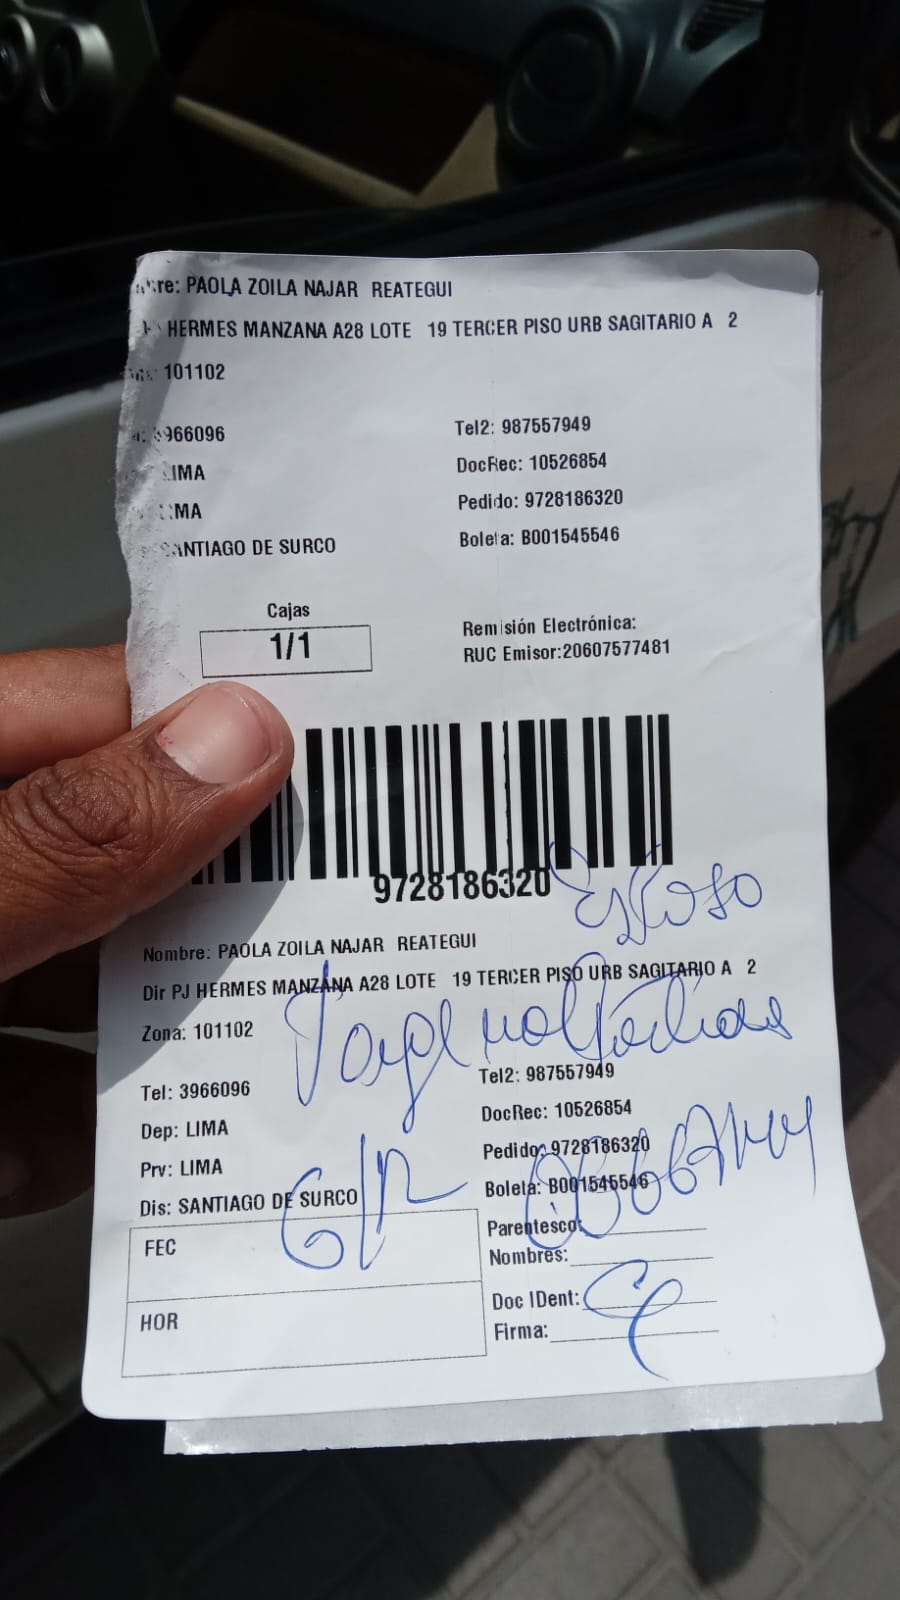 re: PAOLA ZOILA NAJAR REATEGUI
HERMES MANZANA A28 LOTE 19 TERCER PISO URB SAGITARIO A 2
101102
3966096 Tel2: 987557949
LIMA DocRec: 10526854
LIMA Pedido: 9728186320
SANTIAGO DE SURCO Boleta: B001545546
Cajas
1/1
Remisión Electrónica:
RUC Emisor:20607577481
9728186320
Esposo
Nombre: PAOLA ZOILA NAJAR REATEGUI
Dir PJ HERMES MANZANA A28 LOTE 19 TERCER PISO URB SAGITARIO A 2
Zona: 101102
Tel: 3966096 Tel2: 987557949
Dep: LIMA DocRec: 10526854
Prv: LIMA Pedido: 9728186320
Dis: SANTIAGO DE SURCO Boleta: B001545546
FEC
HOR
Parentesco:
Nombres:
Doc IDent:
Firma: